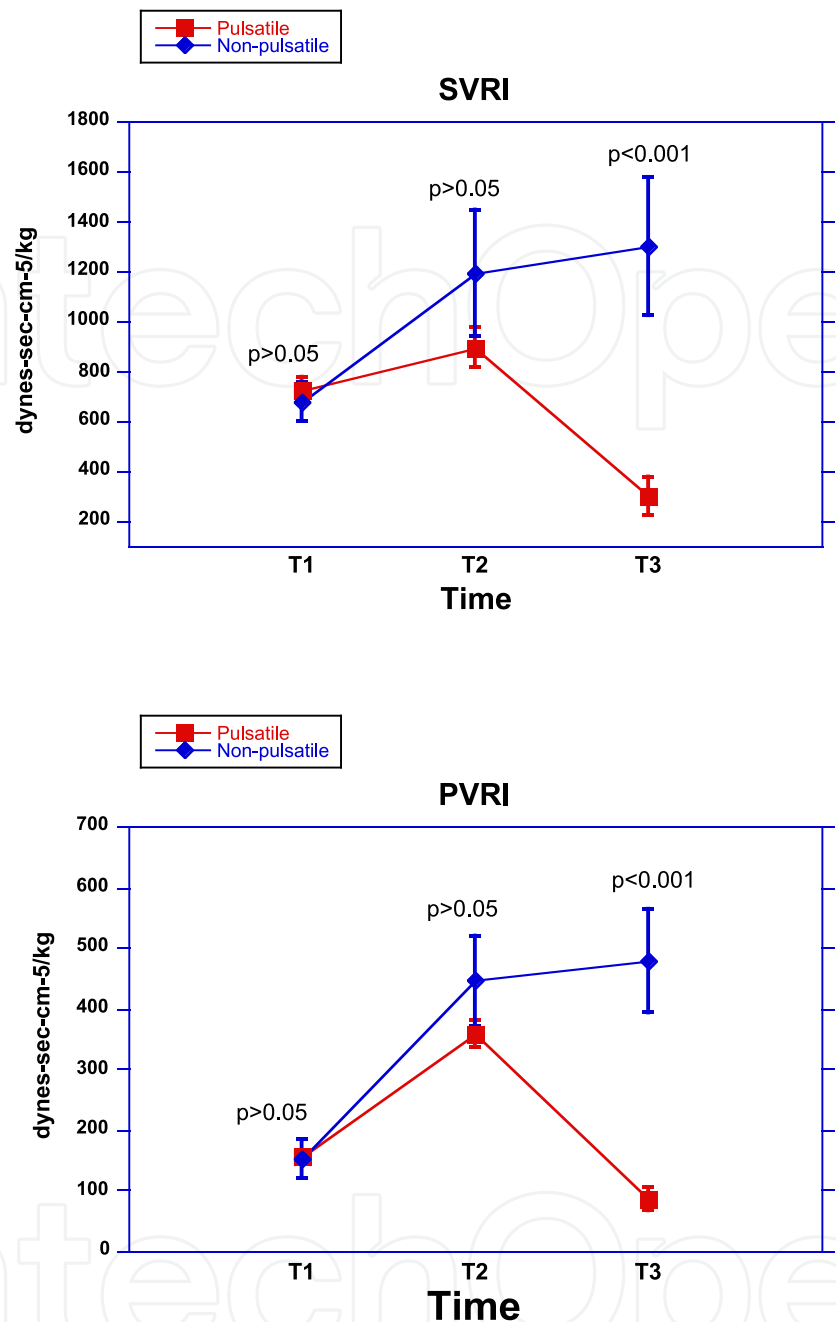 Pulsatile
Non-pulsatile
SVRI
1800
1600
1400
1200
1000
800
600
400
200
dynes-sec-cm-5/kg
p>0.05
p>0.05
p<0.001
T1 T2 T3
Time
Pulsatile
Non-pulsatile
PVRI
700
600
500
400
300
200
100
0
dynes-sec-cm-5/kg
p>0.05
p>0.05
p<0.001
T1 T2 T3
Time
ntechOpe
ntechOpe